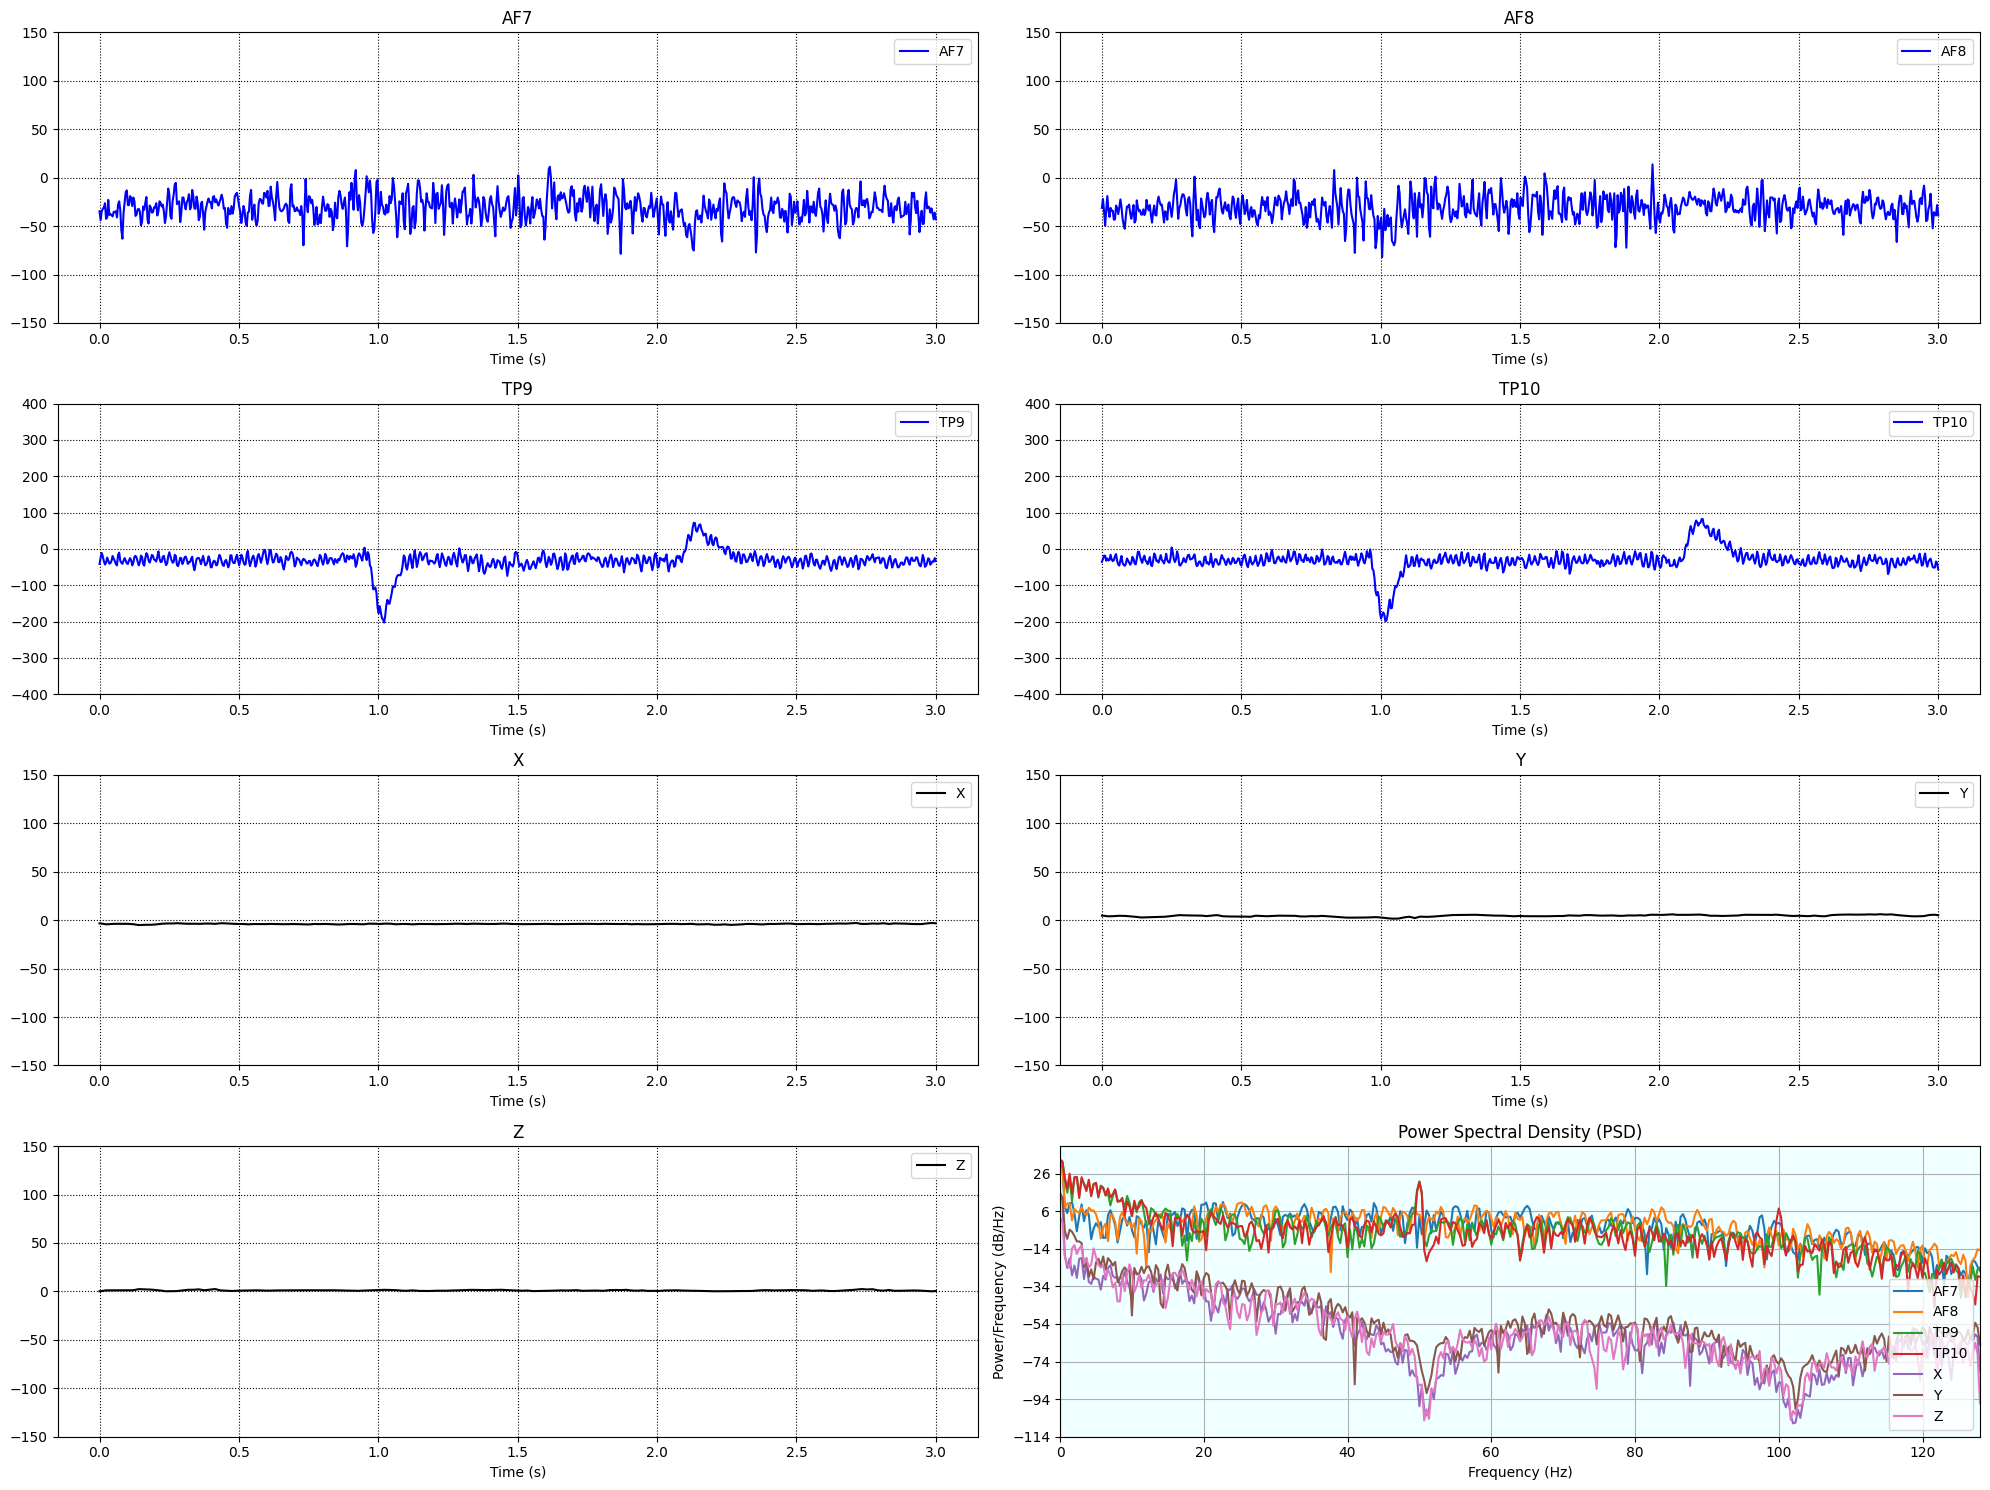 AF7
AF8
150
100
50
0
−50
−100
−150
AF7
0.0 0.5 1.0 1.5 2.0 2.5 3.0
Time (s)
150
100
50
0
−50
−100
−150
AF8
0.0 0.5 1.0 1.5 2.0 2.5 3.0
Time (s)
TP9
TP10
400
300
200
100
0
−100
−200
−300
−400
TP9
0.0 0.5 1.0 1.5 2.0 2.5 3.0
Time (s)
400
300
200
100
0
−100
−200
−300
−400
TP10
0.0 0.5 1.0 1.5 2.0 2.5 3.0
Time (s)
X
Y
150
100
50
0
−50
−100
−150
X
0.0 0.5 1.0 1.5 2.0 2.5 3.0
Time (s)
150
100
50
0
−50
−100
−150
Y
0.0 0.5 1.0 1.5 2.0 2.5 3.0
Time (s)
Z
Power Spectral Density (PSD)
150
100
50
0
−50
−100
−150
Z
0.0 0.5 1.0 1.5 2.0 2.5 3.0
Time (s)
Power/Frequency (dB/Hz)
26
6
−14
−34
−54
−74
−94
−114
AF7
AF8
TP9
TP10
X
Y
Z
0 20 40 60 80 100 120
Frequency (Hz)